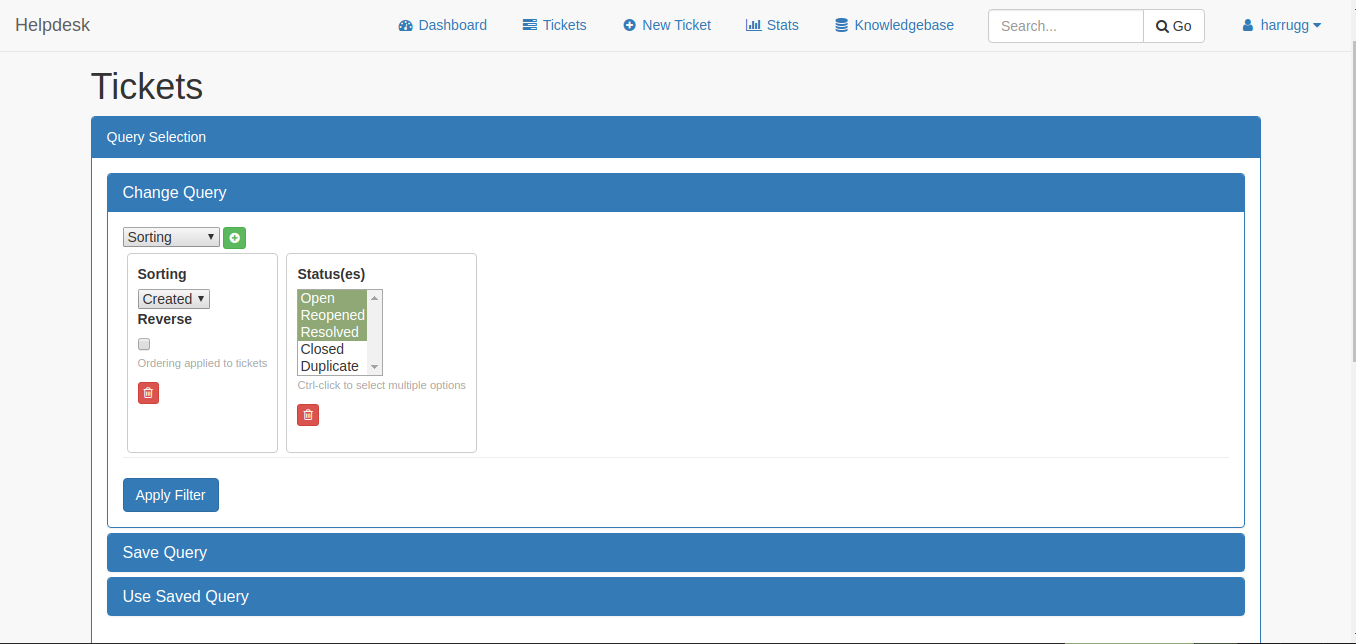 Helpdesk
Dashboard Tickets New Ticket Stats Knowledgebase Search... Go harrugg
Tickets
Query Selection
Change Query
Sorting
Sorting
Created
Reverse
Ordering applied to tickets
Status(es)
Open
Reopened
Resolved
Closed
Duplicate
Ctrl-click to select multiple options
Apply Filter
Save Query
Use Saved Query